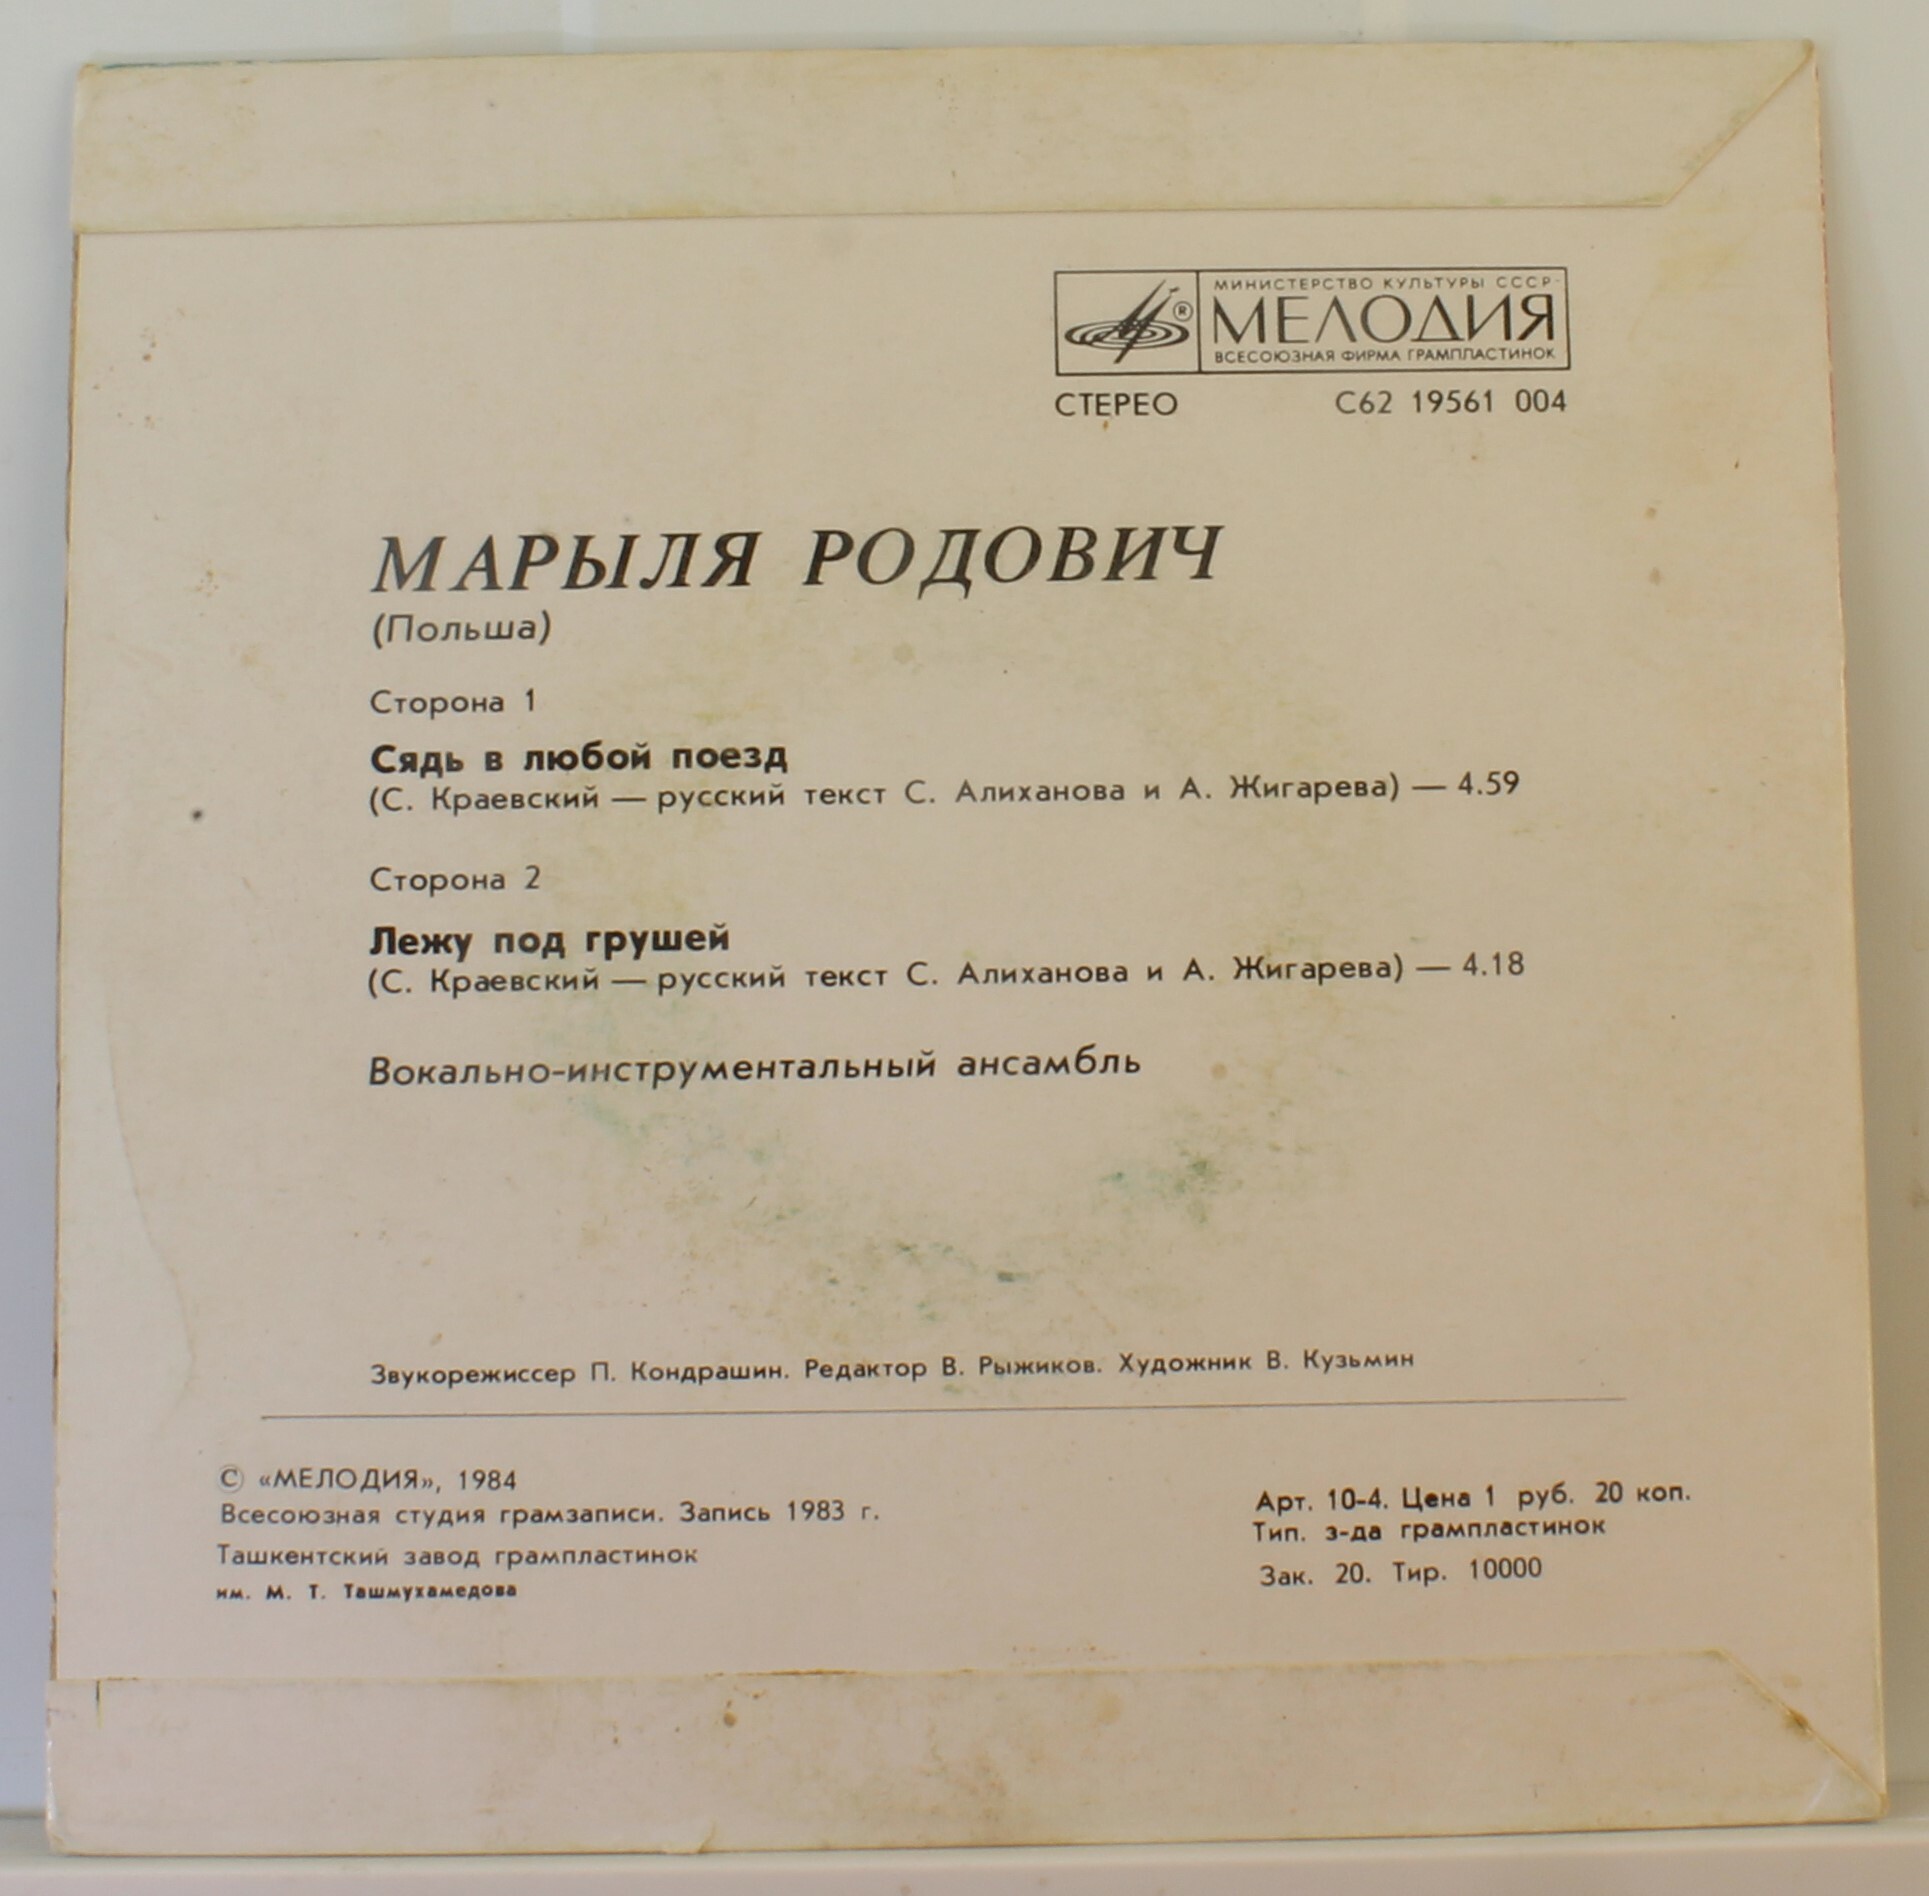 МИНИСТЕРСТВО КУЛЬТУРЫ СССР
МЕЛОДИЯ
ВСЕСОЮЗНАЯ ФИРМА ГРАМПЛАСТИНОК
СТЕРЕО С62 19561 004
МАРЫЛЯ РОДОВИЧ
(Польша)
Сторона 1
Сядь в любой поезд
(С. Краевский — русский текст С. Алиханова и А. Жигарева) — 4.59
Сторона 2
Лежу под грушей
(С. Краевский — русский текст С. Алиханова и А. Жигарева) — 4.18
Вокально-инструментальный ансамбль
Звукорежиссер П. Кондрашин. Редактор В. Рыжиков. Художник В. Кузьмин
© «МЕЛОДИЯ», 1984
Всесоюзная студия грамзаписи. Запись 1983 г.
Ташкентский завод грампластинок
им. М. Т. Ташмухамедова
Арт. 10-4. Цена 1 руб. 20 коп.
Тип. з-да грампластинок
Зак. 20. Тир. 10000